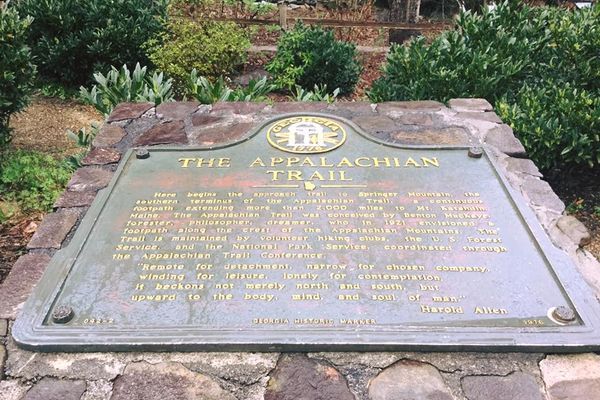 GEORGIA
1776
THE APPALACHIAN
TRAIL
Here begins the approach trail to Springer Mountain, the
southern terminus of the Appalachian Trail, a continuous
footpath extending more than 2,000 miles to Mt. Katahdin,
Maine. The Appalachian Trail was conceived by Benton MacKaye,
forester, philosopher, dreamer, who in 1921 envisioned a
footpath along the crest of the Appalachian Mountains. The
Trail is maintained by volunteer hiking clubs, the U. S. Forest
Service, and the National Park Service, coordinated through
the Appalachian Trail Conference.
"Remote for detachment, narrow for chosen company,
winding for leisure, lonely for contemplation,
it beckons not merely north and south, but
upward to the body, mind, and soul of man."
Harold Allen
042-2 GEORGIA HISTORIC MARKER 1976